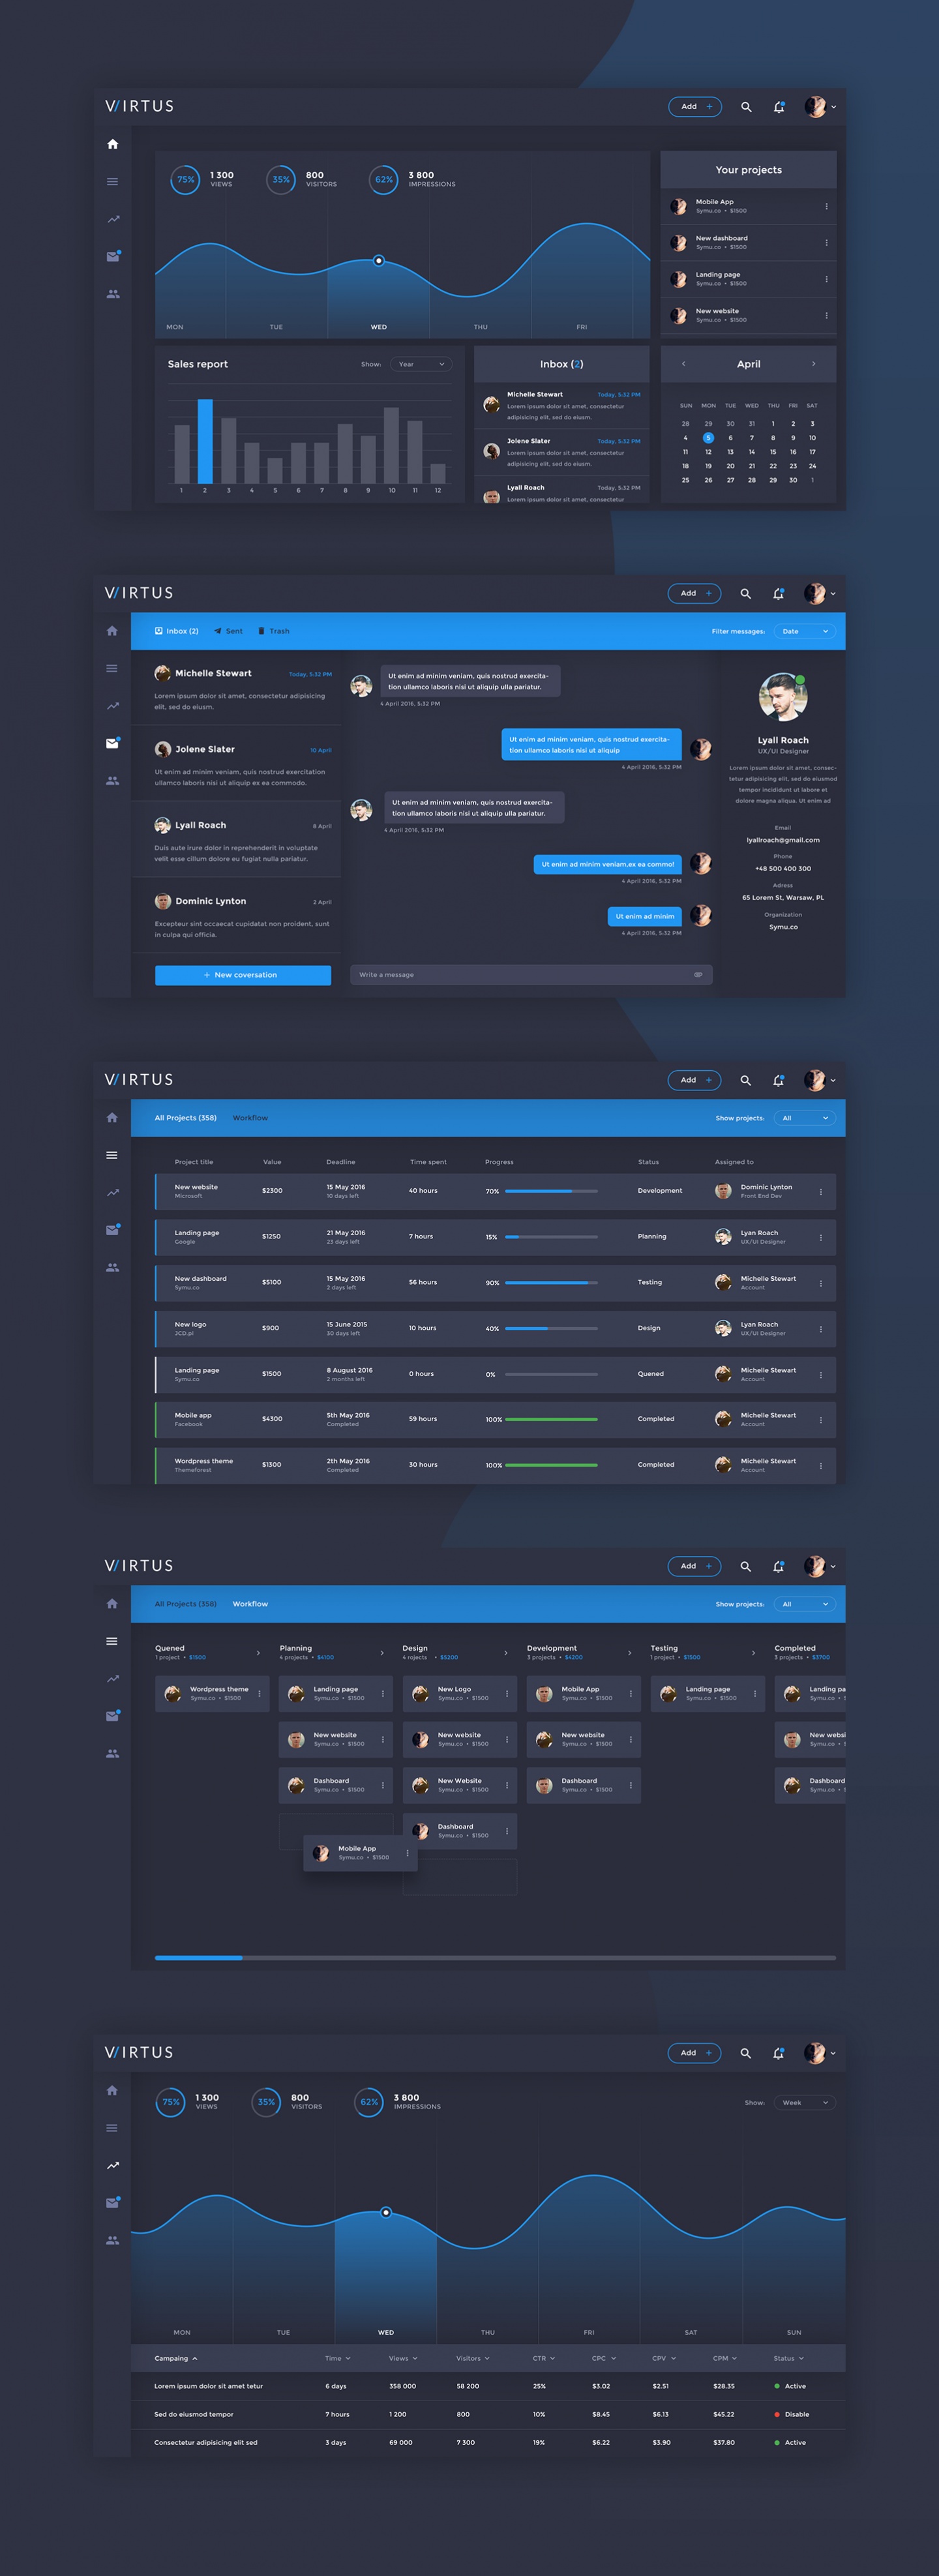 VIRTUS
Add +
75%
1 300
VIEWS
35%
800
VISITORS
62%
3 800
IMPRESSIONS
MON TUE WED THU FRI
Your projects
Mobile App
Symu.co • $1500
New dashboard
Symu.co • $1500
Landing page
Symu.co • $1500
New website
Symu.co • $1500
Sales report
Show: Year
1 2 3 4 5 6 7 8 9 10 11 12
Inbox (2)
Michelle Stewart Today, 5:32 PM
Lorem ipsum dolor sit amet, consectetur
adipisicing elit, sed do eiusm.
Jolene Slater Today, 5:32 PM
Lorem ipsum dolor sit amet, consectetur
adipisicing elit, sed do eiusm.
Lyall Roach Today, 5:32 PM
Lorem ipsum dolor sit amet, consectetur
April
SUN MON TUE WED THU FRI SAT
28 29 30 31 1 2 3
4 5 6 7 8 9 10
11 12 13 14 15 16 17
18 19 20 21 22 23 24
25 26 27 28 29 30 1
VIRTUS
Add +
Inbox (2) Sent Trash
Filter messages: Date
Michelle Stewart Today, 5:32 PM
Lorem ipsum dolor sit amet, consectetur adipisicing
elit, sed do eiusm.
Jolene Slater 10 April
Ut enim ad minim veniam, quis nostrud exercitation
ullamco laboris nisi ut aliquip ex ea commodo.
Lyall Roach 8 April
Duis aute irure dolor in reprehenderit in voluptate
velit esse cillum dolore eu fugiat nulla pariatur.
Dominic Lynton 2 April
Excepteur sint occaecat cupidatat non proident, sunt
in culpa qui officia.
+ New coversation
Ut enim ad minim veniam, quis nostrud exercita-
tion ullamco laboris nisi ut aliquip ulla pariatur.
4 April 2016, 5:32 PM
Ut enim ad minim veniam, quis nostrud exercita-
tion ullamco laboris nisi ut aliquip
4 April 2016, 5:32 PM
Ut enim ad minim veniam, quis nostrud exercita-
tion ullamco laboris nisi ut aliquip ulla pariatur.
4 April 2016, 5:32 PM
Ut enim ad minim veniam,ex ea commo!
4 April 2016, 5:32 PM
Ut enim ad minim
4 April 2016, 5:32 PM
Write a message
Lyall Roach
UX/UI Designer
Lorem ipsum dolor sit amet, consec-
tetur adipisicing elit, sed do eiusmod
tempor incididunt ut labore et
dolore magna aliqua. Ut enim ad
Email
lyallroach@gmail.com
Phone
+48 500 400 300
Adress
65 Lorem St, Warsaw, PL
Organization
Symu.co
VIRTUS
Add +
All Projects (358) Workflow
Show projects: All
Project title Value Deadline Time spent Progress Status Assigned to
New website $2300 15 May 2016 40 hours 70% Development Dominic Lynton
Microsoft 10 days left Front End Dev
Landing page $1250 21 May 2016 7 hours 15% Planning Lyan Roach
Google 23 days left UX/UI Designer
New dashboard $5100 15 May 2016 56 hours 90% Testing Michelle Stewart
Symu.co 2 days left Account
New logo $900 15 June 2015 10 hours 40% Design Lyan Roach
JCD.pl 30 days left UX/UI Designer
Landing page $1500 8 August 2016 0 hours 0% Quened Michelle Stewart
Symu.co 2 months left Account
Mobile app $4300 5th May 2016 59 hours 100% Completed Michelle Stewart
Facebook Completed Account
Wordpress theme $1300 2th May 2016 30 hours 100% Completed Michelle Stewart
Themeforest Completed Account
VIRTUS
Add +
All Projects (358) Workflow
Show projects: All
Quened
1 project • $1500
Wordpress theme
Symu.co • $1500
Planning
4 projects • $4100
Landing page
Symu.co • $1500
New website
Symu.co • $1500
Dashboard
Symu.co • $1500
Mobile App
Symu.co • $1500
Design
4 rojects • $5200
New Logo
Symu.co • $1500
New website
Symu.co • $1500
New Website
Symu.co • $1500
Dashboard
Symu.co • $1500
Development
3 projects • $4200
Mobile App
Symu.co • $1500
New website
Symu.co • $1500
Dashboard
Symu.co • $1500
Testing
1 project • $1500
Landing page
Symu.co • $1500
Completed
3 projects • $3700
Landing pa
Symu.co •
New websi
Symu.co •
Dashboard
Symu.co •
VIRTUS
Add +
75%
1 300
VIEWS
35%
800
VISITORS
62%
3 800
IMPRESSIONS
Show: Week
MON TUE WED THU FRI SAT SUN
Campaing Time Views Visitors CTR CPC CPV CPM Status
Lorem ipsum dolor sit amet tetur 6 days 358 000 58 200 25% $3.02 $2.51 $28.35 Active
Sed do eiusmod tempor 7 hours 1 200 800 10% $8.45 $6.13 $45.22 Disable
Consectetur adipisicing elit sed 3 days 69 000 7 300 19% $6.22 $3.90 $37.80 Active